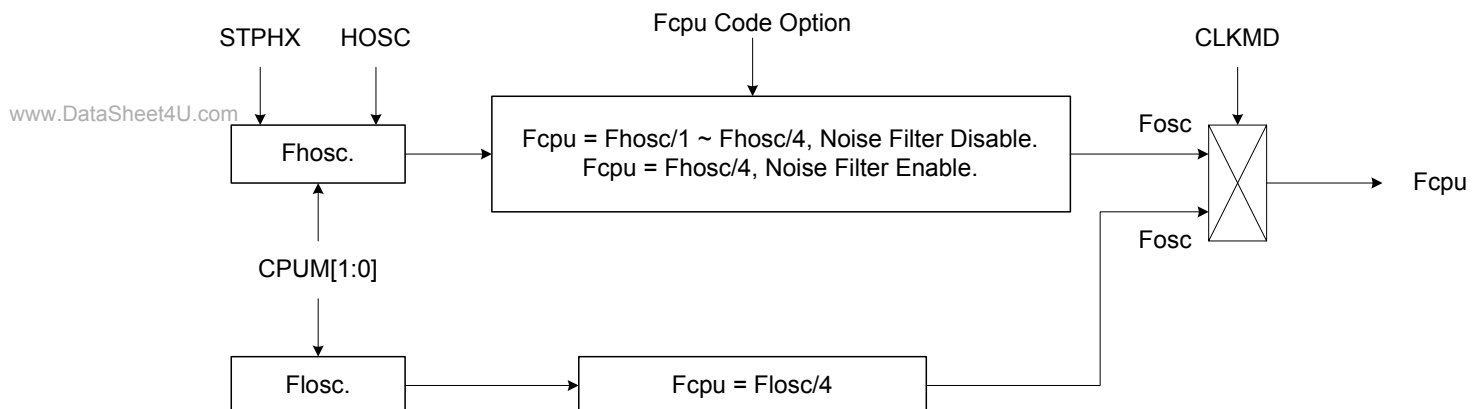 Fcpu Code Option
STPHX
HOSC
CLKMD
www.DataSheet4U.com
Fhosc.
Fcpu = Fhosc/1 ~ Fhosc/4, Noise Filter Disable.
Fcpu = Fhosc/4, Noise Filter Enable.
Fosc
Fcpu
Fosc
CPUM[1:0]
Flosc.
Fcpu = Flosc/4